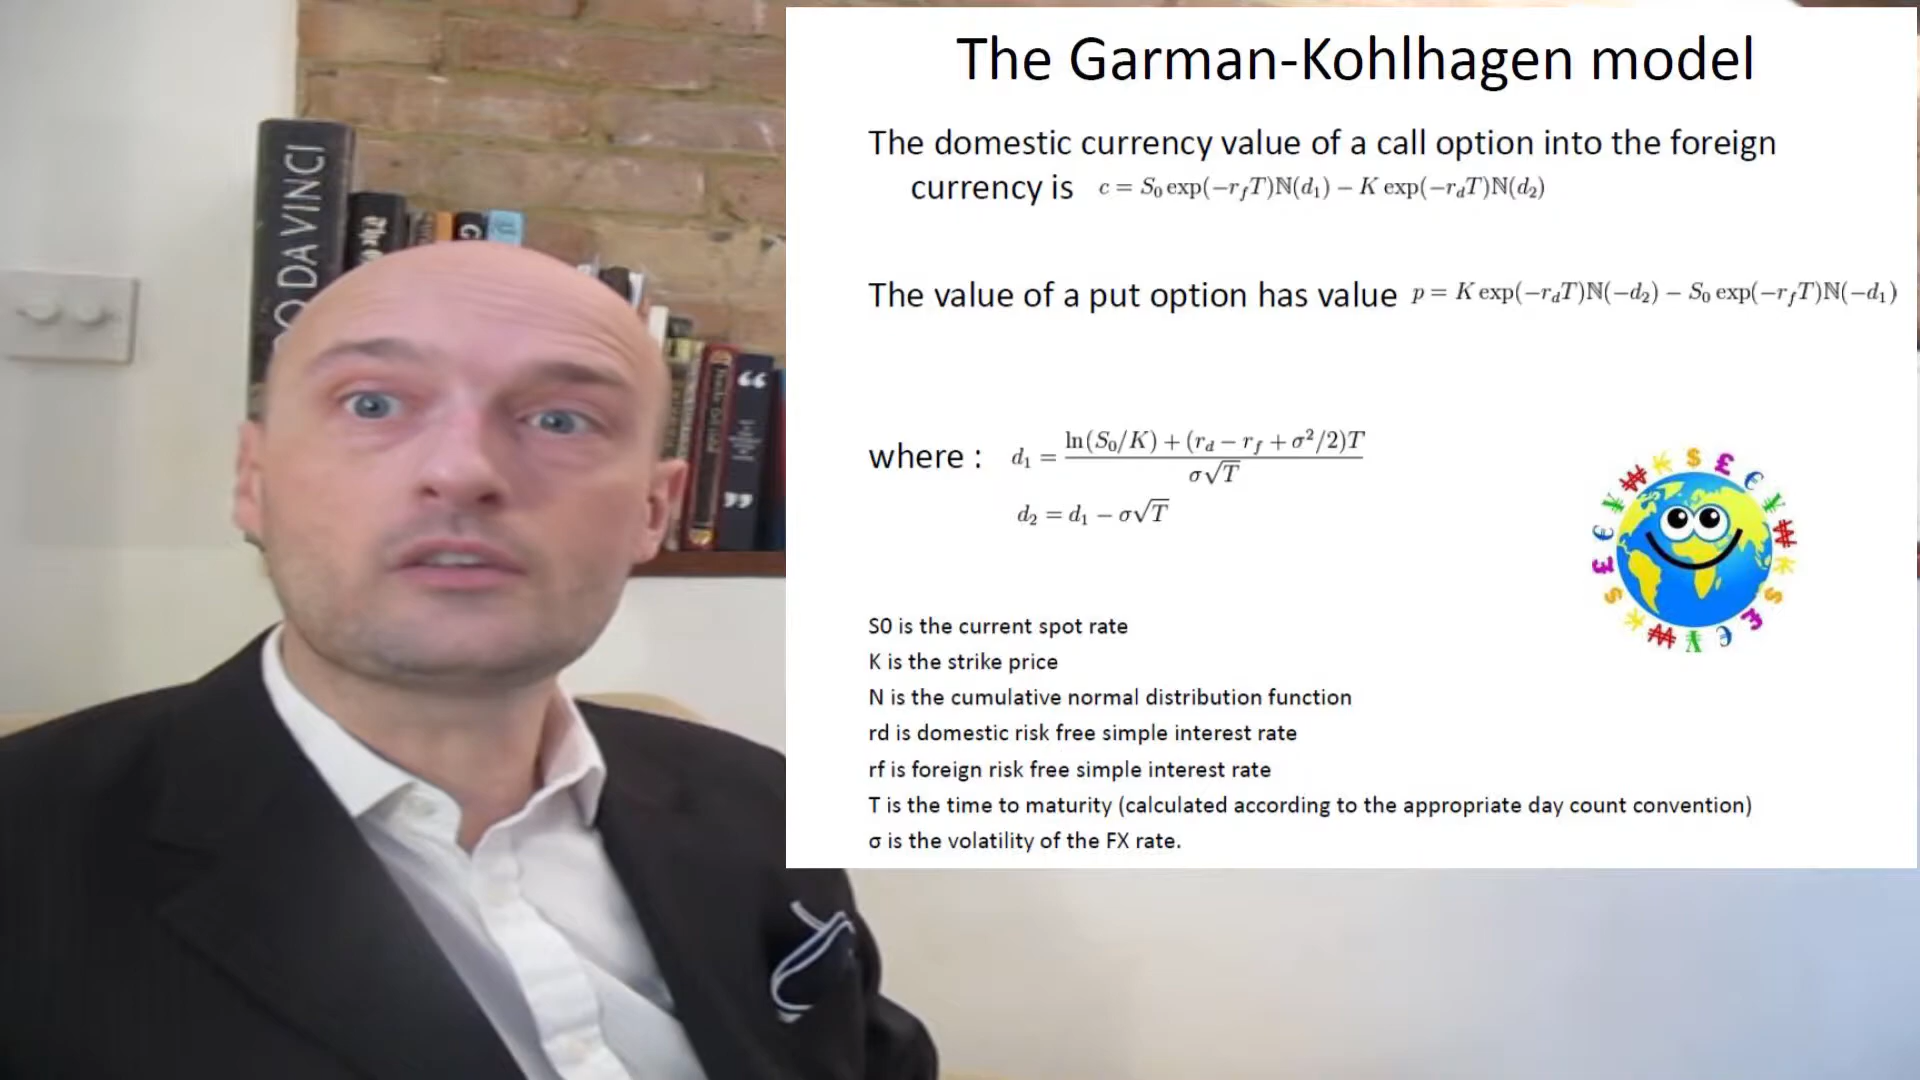 The Garman-Kohlhagen model
The domestic currency value of a call option into the foreign
currency is c = S₀ exp(−r_f T)ℕ(d₁) − K exp(−r_d T)ℕ(d₂)
The value of a put option has value p = K exp(−r_d T)ℕ(−d₂) − S₀ exp(−r_f T)ℕ(−d₁)
where : d₁ = ln(S₀/K) + (r_d − r_f + σ²/2)T / σ√T
d₂ = d₁ − σ√T
S0 is the current spot rate
K is the strike price
N is the cumulative normal distribution function
rd is domestic risk free simple interest rate
rf is foreign risk free simple interest rate
T is the time to maturity (calculated according to the appropriate day count convention)
σ is the volatility of the FX rate.
DA VINCI
The